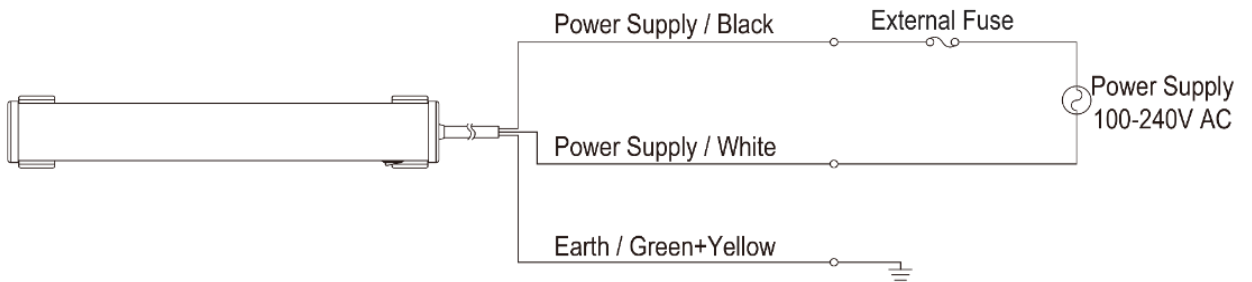 Power Supply / Black
External Fuse
Power Supply
100-240V AC
Power Supply / White
Earth / Green+Yellow